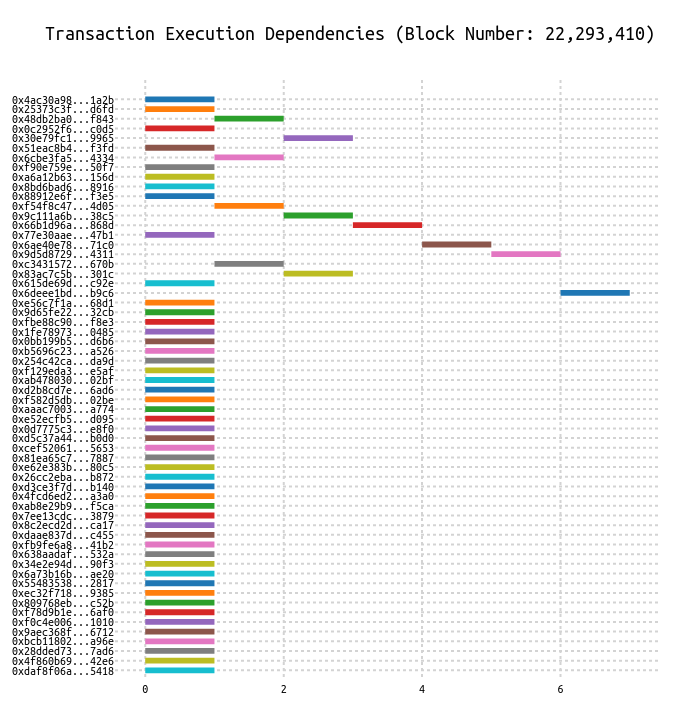 Transaction Execution Dependencies (Block Number: 22,293,410)
0x4ac30a98...1a2b
0x25373c3f...d6fd
0x48db2ba0...f843
0x0c2952f6...c0d5
0x30e79fc1...9965
0x51eac8b4...f3fd
0x6cbe3fa5...4334
0xf90e759e...50f7
0xa6a12b63...156d
0x8bd6bad6...8916
0x88912e6f...f3e5
0xf54f8c47...4d05
0x9c111a6b...38c5
0x66b1d96a...868d
0x77e30aae...47b1
0x6ae40e78...71c0
0x9d5d8729...4311
0xc3431572...670b
0x83ac7c5b...301c
0x615de69d...c92e
0x6deee1bd...b9c6
0xe56c7f1a...68d1
0x9d65fe22...32cb
0xfbe88c90...f8e3
0x1fe78973...0485
0x0bb199b5...d6b6
0xb5696c23...a526
0x254c42ca...da9d
0xf129eda3...e5af
0xab478030...02bf
0xd2b8cd7e...6ad6
0xf582d5db...02be
0xaaac7003...a774
0xe52ecfb5...d095
0x0d7775c3...e8f0
0xd5c37a44...b0d0
0xcef52061...5653
0x81ea65c7...7887
0xe62e383b...80c5
0x26cc2eba...b872
0xd3ce3f7d...b140
0x4fcd6ed2...a3a0
0xab8e29b9...f5ca
0x7ee13cdc...3879
0x8c2ecd2d...ca17
0xdaae837d...c455
0xfb9fe6a8...41b2
0x638aadaf...532a
0x34e2e94d...90f3
0x6a73b16b...ae20
0x55483538...2817
0xec32f718...9385
0x809768eb...c52b
0xf78d9b1e...6af0
0xf0c4e006...1010
0x9aec368f...6712
0xbcb11802...a96e
0x28dded73...7ad6
0x4f860b69...42e6
0xdaf8f06a...5418
0 2 4 6